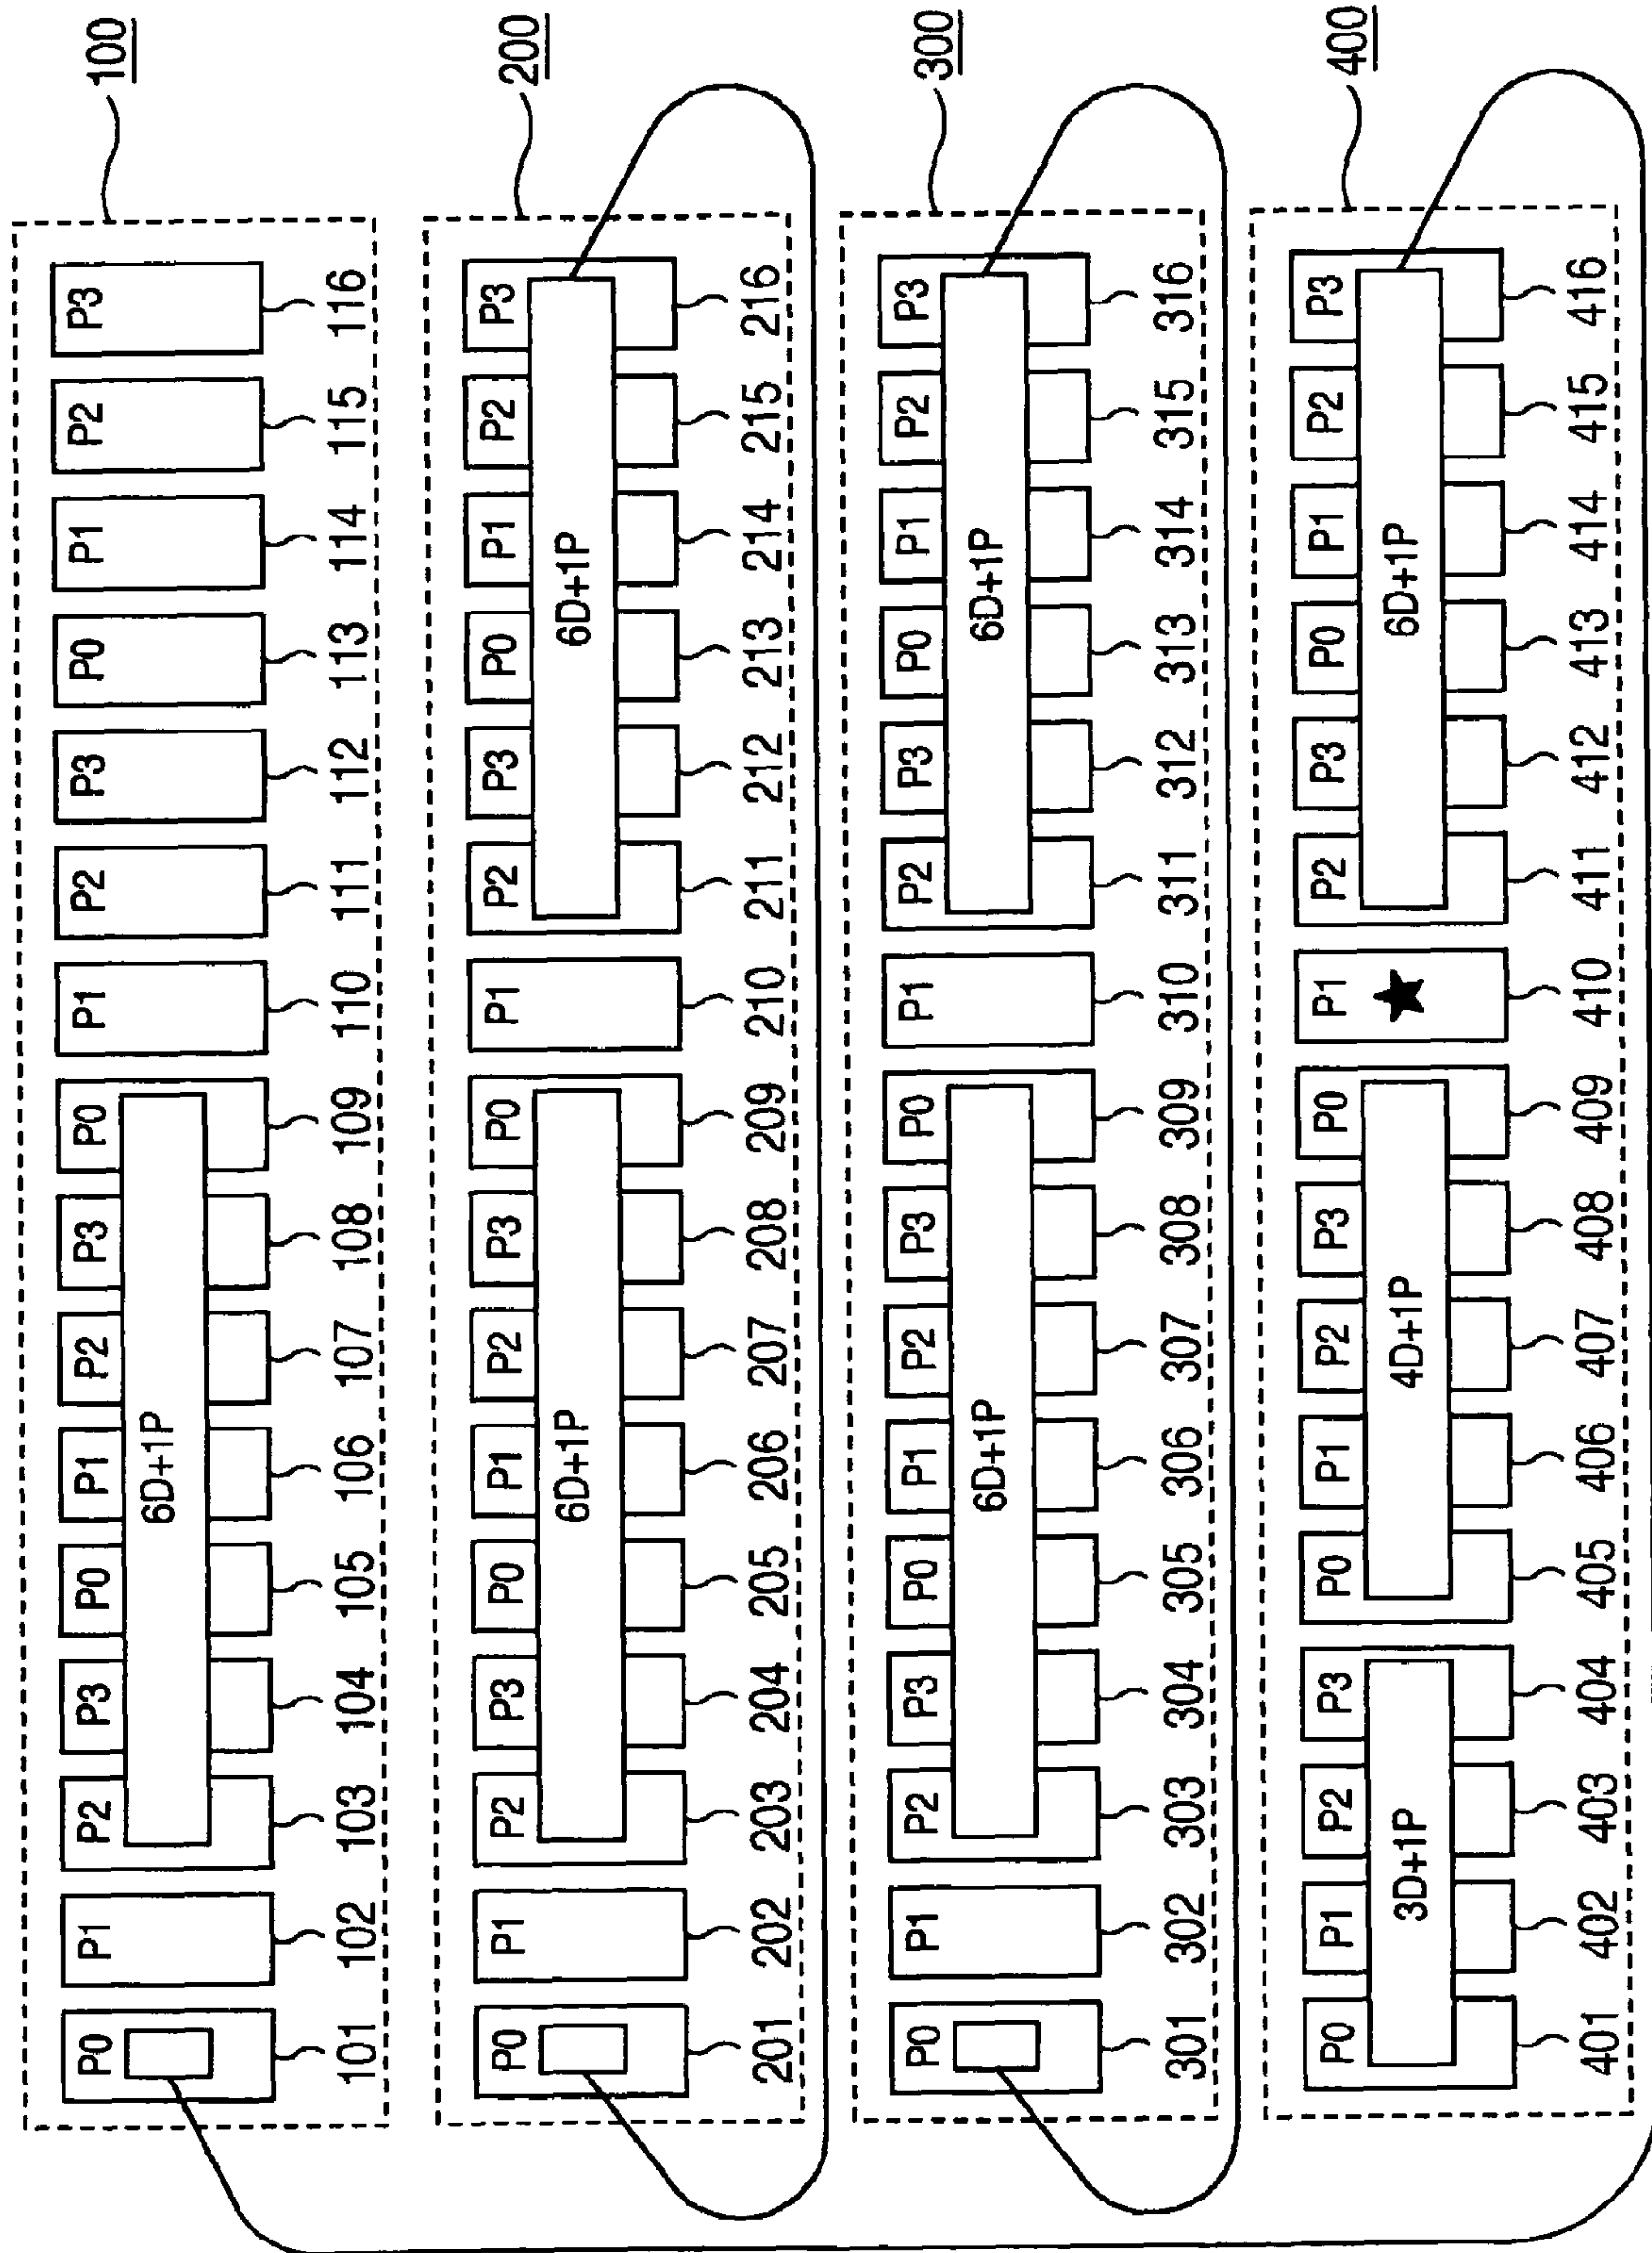 100
P0 P1 P2 P3 P0 P1 P2 P3 P0 P1 P2 P3 P0 P1 P2 P3
6D+1P
101 102 103 104 105 106 107 108 109 110 111 112 113 114 115 116
200
P0 P1 P2 P3 P0 P1 P2 P3 P0 P1 P2 P3 P0 P1 P2 P3
6D+1P 6D+1P
201 202 203 204 205 206 207 208 209 210 211 212 213 214 215 216
300
P0 P1 P2 P3 P0 P1 P2 P3 P0 P1 P2 P3 P0 P1 P2 P3
6D+1P 6D+1P
301 302 303 304 305 306 307 308 309 310 311 312 313 314 315 316
400
P0 P1 P2 P3 P0 P1 P2 P3 P0 P1 P2 P3 P0 P1 P2 P3
3D+1P 4D+1P 6D+1P
401 402 403 404 405 406 407 408 409 410 411 412 413 414 415 416